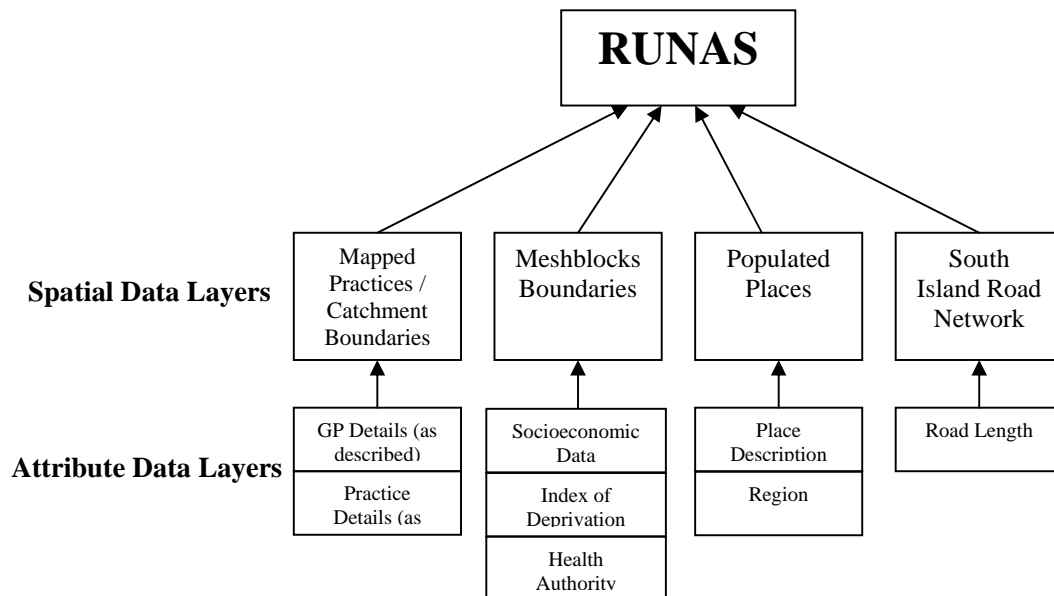 RUNAS
Spatial Data Layers
Mapped
Practices /
Catchment
Boundaries
Meshblocks
Boundaries
Populated
Places
South
Island Road
Network
Attribute Data Layers
GP Details (as
described)
Practice
Details (as
Socioeconomic
Data
Index of
Deprivation
Health
Authority
Place
Description
Region
Road Length